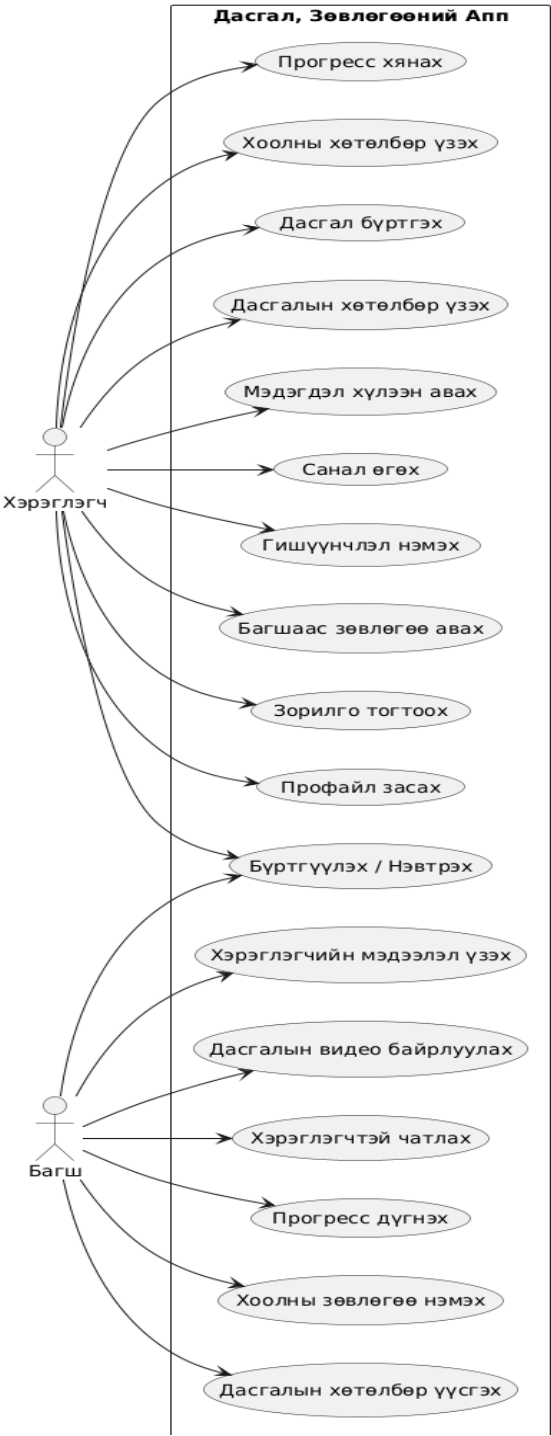 Дасгал, Зөвлөгөөний Апп
Прогресс хянах
Хоолны хөтөлбөр үзэх
Дасгал бүртгэх
Дасгалын хөтөлбөр үзэх
Мэдэгдэл хүлээн авах
Санал өгөх
Хэрэглэгч
Гишүүнчлэл нэмэх
Багшаас зөвлөгөө авах
Зорилго тогтоох
Профайл засах
Бүртгүүлэх / Нэвтрэх
Хэрэглэгчийн мэдээлэл үзэх
Дасгалын видео байрлуулах
Хэрэглэгчтэй чатлах
Багш
Прогресс дүгнэх
Хоолны зөвлөгөө нэмэх
Дасгалын хөтөлбөр үүсгэх